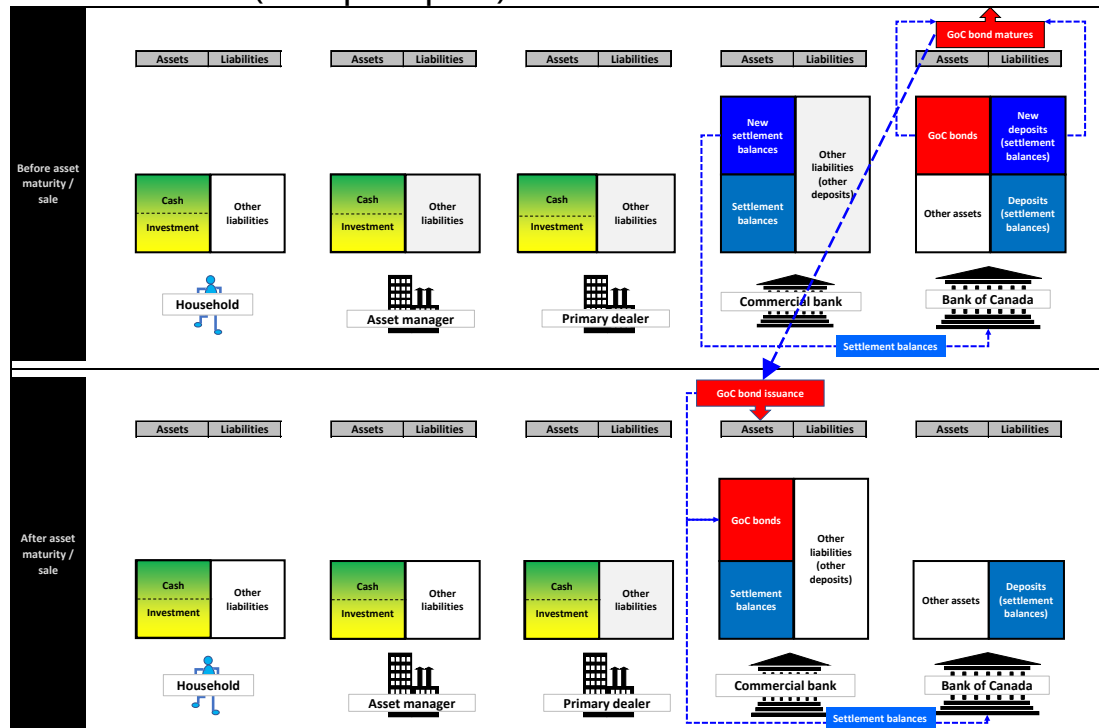 GoC bond matures
Assets Liabilities
Assets Liabilities
Assets Liabilities
Assets Liabilities
Assets Liabilities
Before asset
maturity /
sale
Cash
Investment
Other
liabilities
Household
Cash
Investment
Other
liabilities
Asset manager
Cash
Investment
Other
liabilities
Primary dealer
New
settlement
balances
Settlement
balances
Other
liabilities
(other
deposits)
Commercial bank
GoC bonds
New
deposits
(settlement
balances)
Other assets
Deposits
(settlement
balances)
Bank of Canada
Settlement balances
GoC bond issuance
Assets Liabilities
Assets Liabilities
Assets Liabilities
Assets Liabilities
Assets Liabilities
After asset
maturity /
sale
Cash
Investment
Other
liabilities
Household
Cash
Investment
Other
liabilities
Asset manager
Cash
Investment
Other
liabilities
Primary dealer
GoC bonds
Settlement
balances
Other
liabilities
(other
deposits)
Commercial bank
Other assets
Deposits
(settlement
balances)
Bank of Canada
Settlement balances